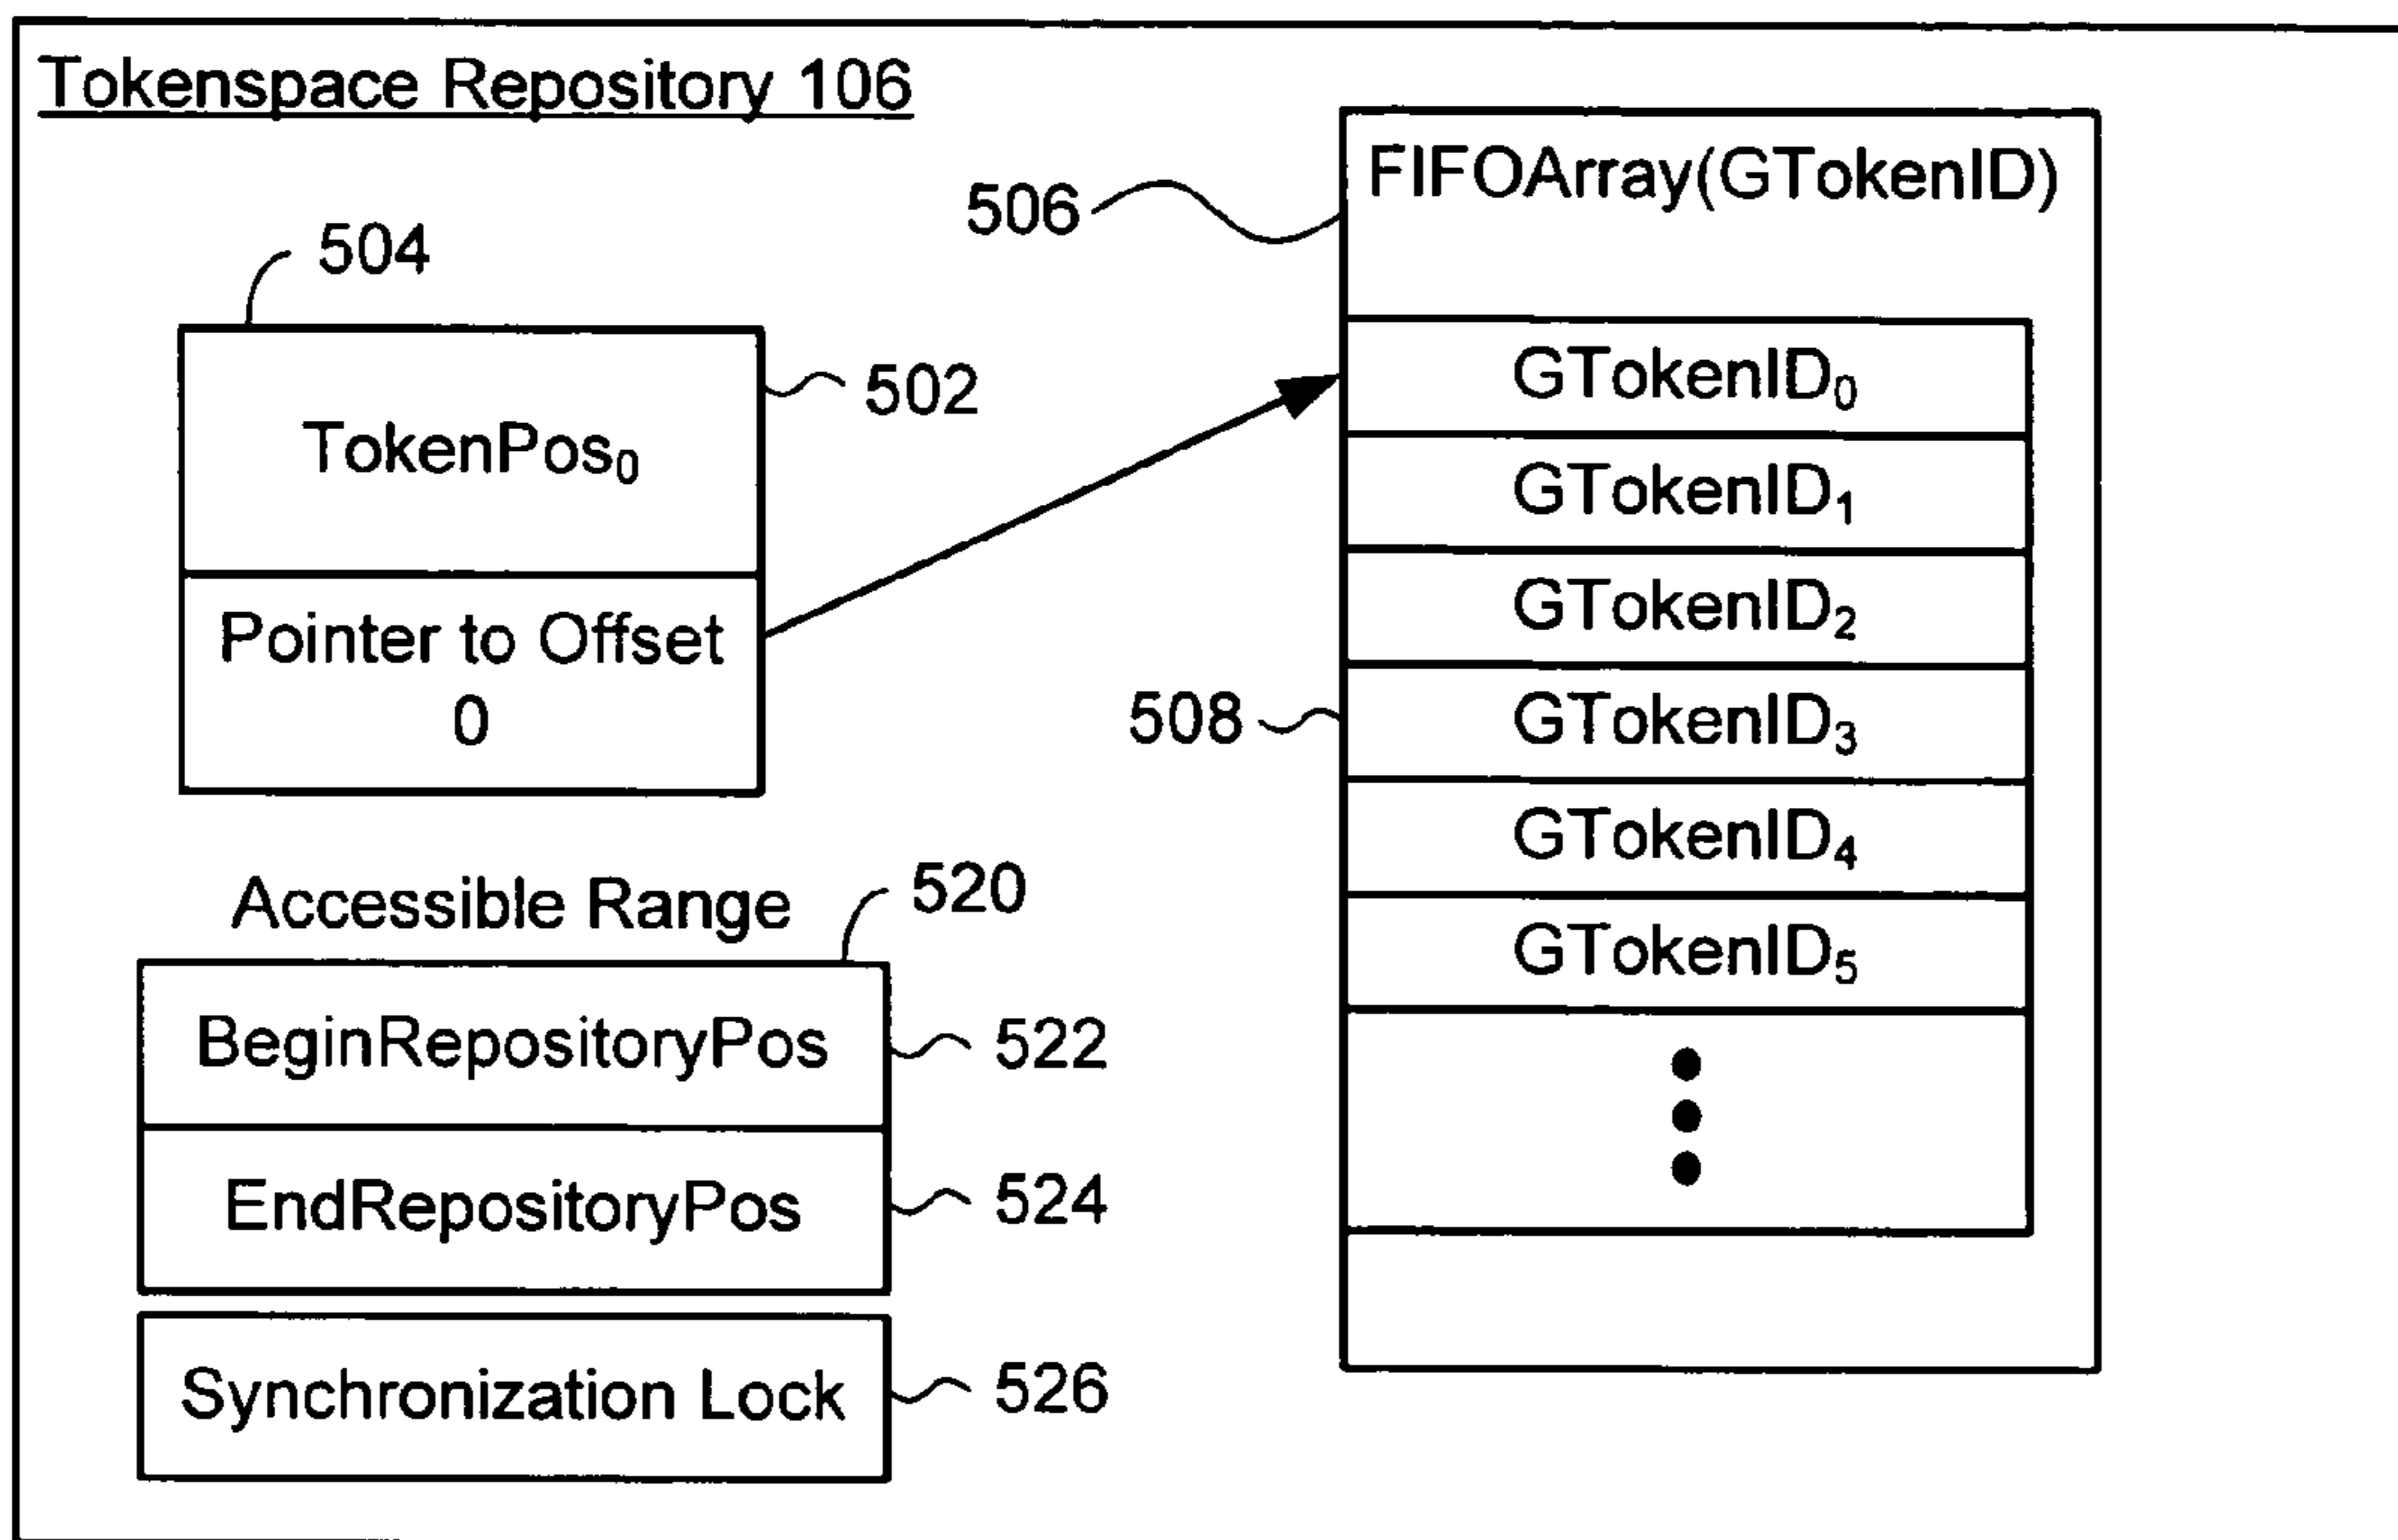 Tokenspace Repository 106
504
502
TokenPos₀
Pointer to Offset
0
Accessible Range
520
BeginRepositoryPos
522
EndRepositoryPos
524
Synchronization Lock
526
506
FIFOArray(GTokenID)
GTokenID₀
GTokenID₁
GTokenID₂
508
GTokenID₃
GTokenID₄
GTokenID₅